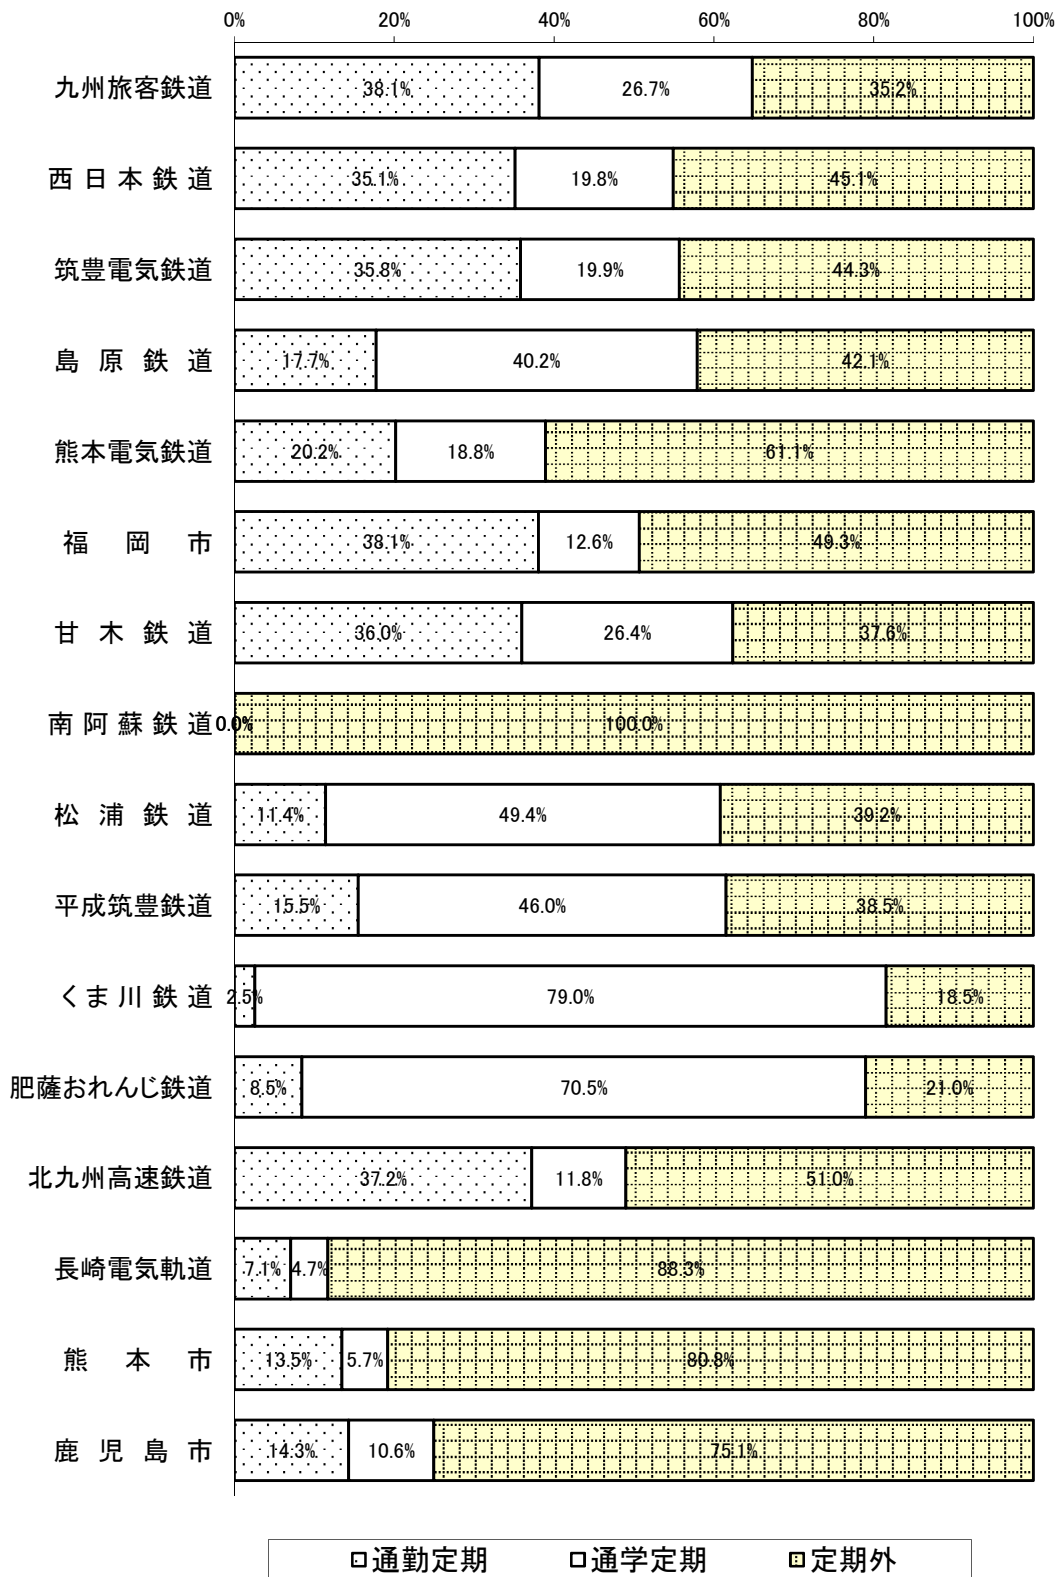 0% 20% 40% 60% 80% 100%
九州旅客鉄道 38.1% 26.7% 35.2%
西日本鉄道 35.1% 19.8% 45.1%
筑豊電気鉄道 35.8% 19.9% 44.3%
島原鉄道 17.7% 40.2% 42.1%
熊本電気鉄道 20.2% 18.8% 61.1%
福岡市 38.1% 12.6% 49.3%
甘木鉄道 36.0% 26.4% 37.6%
南阿蘇鉄道 0.0% 100.0%
松浦鉄道 11.4% 49.4% 39.2%
平成筑豊鉄道 15.5% 46.0% 38.5%
くま川鉄道 2.5% 79.0% 18.5%
肥薩おれんじ鉄道 8.5% 70.5% 21.0%
北九州高速鉄道 37.2% 11.8% 51.0%
長崎電気軌道 7.1% 4.7% 88.3%
熊本市 13.5% 5.7% 80.8%
鹿児島市 14.3% 10.6% 75.1%
通勤定期 通学定期 定期外